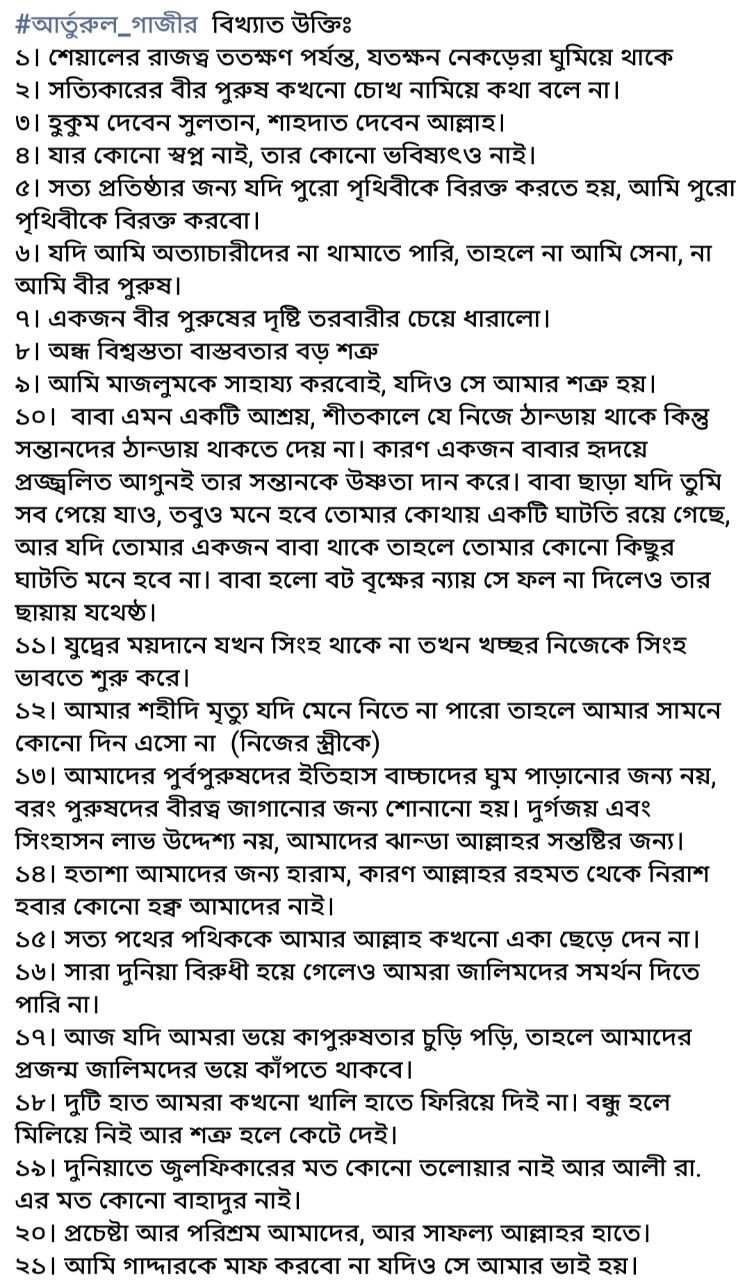 #আর্তুরুল_গাজীর বিখ্যাত উক্তিঃ
১। শেয়ালের রাজত্ব ততক্ষণ পর্যন্ত, যতক্ষন নেকড়েরা ঘুমিয়ে থাকে
২। সত্যিকারের বীর পুরুষ কখনো চোখ নামিয়ে কথা বলে না।
৩। হুকুম দেবেন সুলতান, শাহদাত দেবেন আল্লাহ।
৪। যার কোনো স্বপ্ন নাই, তার কোনো ভবিষ্যৎও নাই।
৫। সত্য প্রতিষ্ঠার জন্য যদি পুরো পৃথিবীকে বিরক্ত করতে হয়, আমি পুরো
পৃথিবীকে বিরক্ত করবো।
৬। যদি আমি অত্যাচারীদের না থামাতে পারি, তাহলে না আমি সেনা, না
আমি বীর পুরুষ।
৭। একজন বীর পুরুষের দৃষ্টি তরবারীর চেয়ে ধারালো।
৮। অন্ধ বিশ্বস্ততা বাস্তবতার বড় শত্রু
৯। আমি মাজলুমকে সাহায্য করবোই, যদিও সে আমার শত্রু হয়।
১০। বাবা এমন একটি আশ্রয়, শীতকালে যে নিজে ঠান্ডায় থাকে কিন্তু
সন্তানদের ঠান্ডায় থাকতে দেয় না। কারণ একজন বাবার হৃদয়ে
প্রজ্জ্বলিত আগুনই তার সন্তানকে উষ্ণতা দান করে। বাবা ছাড়া যদি তুমি
সব পেয়ে যাও, তবুও মনে হবে তোমার কোথায় একটি ঘাটতি রয়ে গেছে,
আর যদি তোমার একজন বাবা থাকে তাহলে তোমার কোনো কিছুর
ঘাটতি মনে হবে না। বাবা হলো বট বৃক্ষের ন্যায় সে ফল না দিলেও তার
ছায়ায় যথেষ্ঠ।
১১। যুদ্বের ময়দানে যখন সিংহ থাকে না তখন খচ্ছর নিজেকে সিংহ
ভাবতে শুরু করে।
১২। আমার শহীদি মৃত্যু যদি মেনে নিতে না পারো তাহলে আমার সামনে
কোনো দিন এসো না (নিজের স্ত্রীকে)
১৩। আমাদের পুর্বপুরুষদের ইতিহাস বাচ্চাদের ঘুম পাড়ানোর জন্য নয়,
বরং পুরুষদের বীরত্ব জাগানোর জন্য শোনানো হয়। দুর্গজয় এবং
সিংহাসন লাভ উদ্দেশ্য নয়, আমাদের ঝান্ডা আল্লাহর সন্তষ্টির জন্য।
১৪। হতাশা আমাদের জন্য হারাম, কারণ আল্লাহর রহমত থেকে নিরাশ
হবার কোনো হক্ব আমাদের নাই।
১৫। সত্য পথের পথিককে আমার আল্লাহ কখনো একা ছেড়ে দেন না।
১৬। সারা দুনিয়া বিরুধী হয়ে গেলেও আমরা জালিমদের সমর্থন দিতে
পারি না।
১৭। আজ যদি আমরা ভয়ে কাপুরুষতার চুড়ি পড়ি, তাহলে আমাদের
প্রজন্ম জালিমদের ভয়ে কাঁপতে থাকবে।
১৮। দুটি হাত আমরা কখনো খালি হাতে ফিরিয়ে দিই না। বন্ধু হলে
মিলিয়ে নিই আর শত্রু হলে কেটে দেই।
১৯। দুনিয়াতে জুলফিকারের মত কোনো তলোয়ার নাই আর আলী রা.
এর মত কোনো বাহাদুর নাই।
২০। প্রচেষ্টা আর পরিশ্রম আমাদের, আর সাফল্য আল্লাহর হাতে।
২১। আমি গাদ্দারকে মাফ করবো না যদিও সে আমার ভাই হয়।